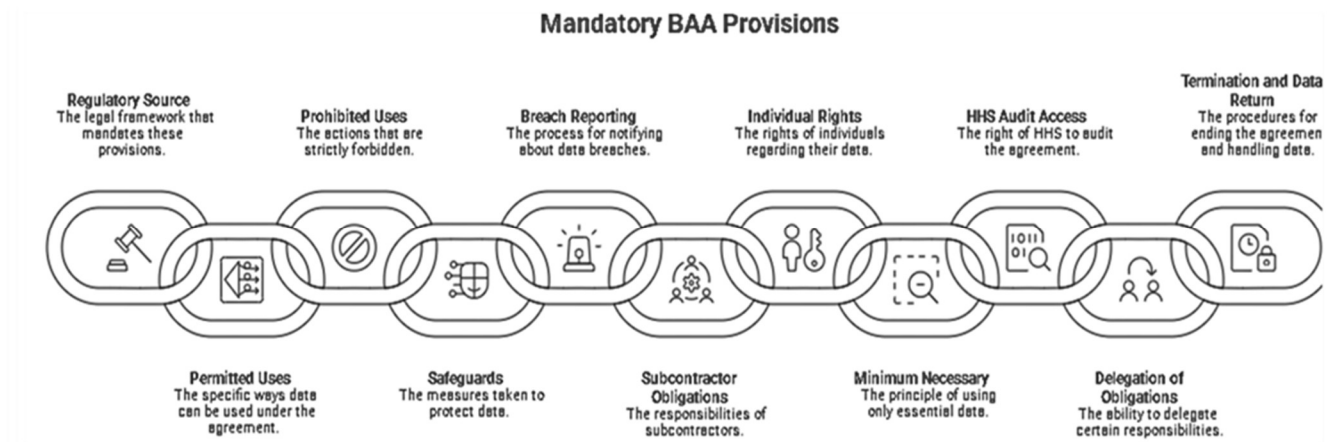 Mandatory BAA Provisions
Regulatory Source
The legal framework that
mandates these
provisions.
Permitted Uses
The specific ways data
can be used under the
agreement.
Prohibited Uses
The actions that are
strictly forbidden.
Safeguards
The measures taken to
protect data.
Breach Reporting
The process for notifying
about data breaches.
Subcontractor
Obligations
The responsibilities of
subcontractors.
Individual Rights
The rights of individuals
regarding their data.
Minimum Necessary
The principle of using
only essential data.
HHS Audit Access
The right of HHS to audit
the agreement.
1011
01
Delegation of
Obligations
The ability to delegate
certain responsibilities.
Termination and Data
Return
The procedures for
ending the agreemen
and handling data.